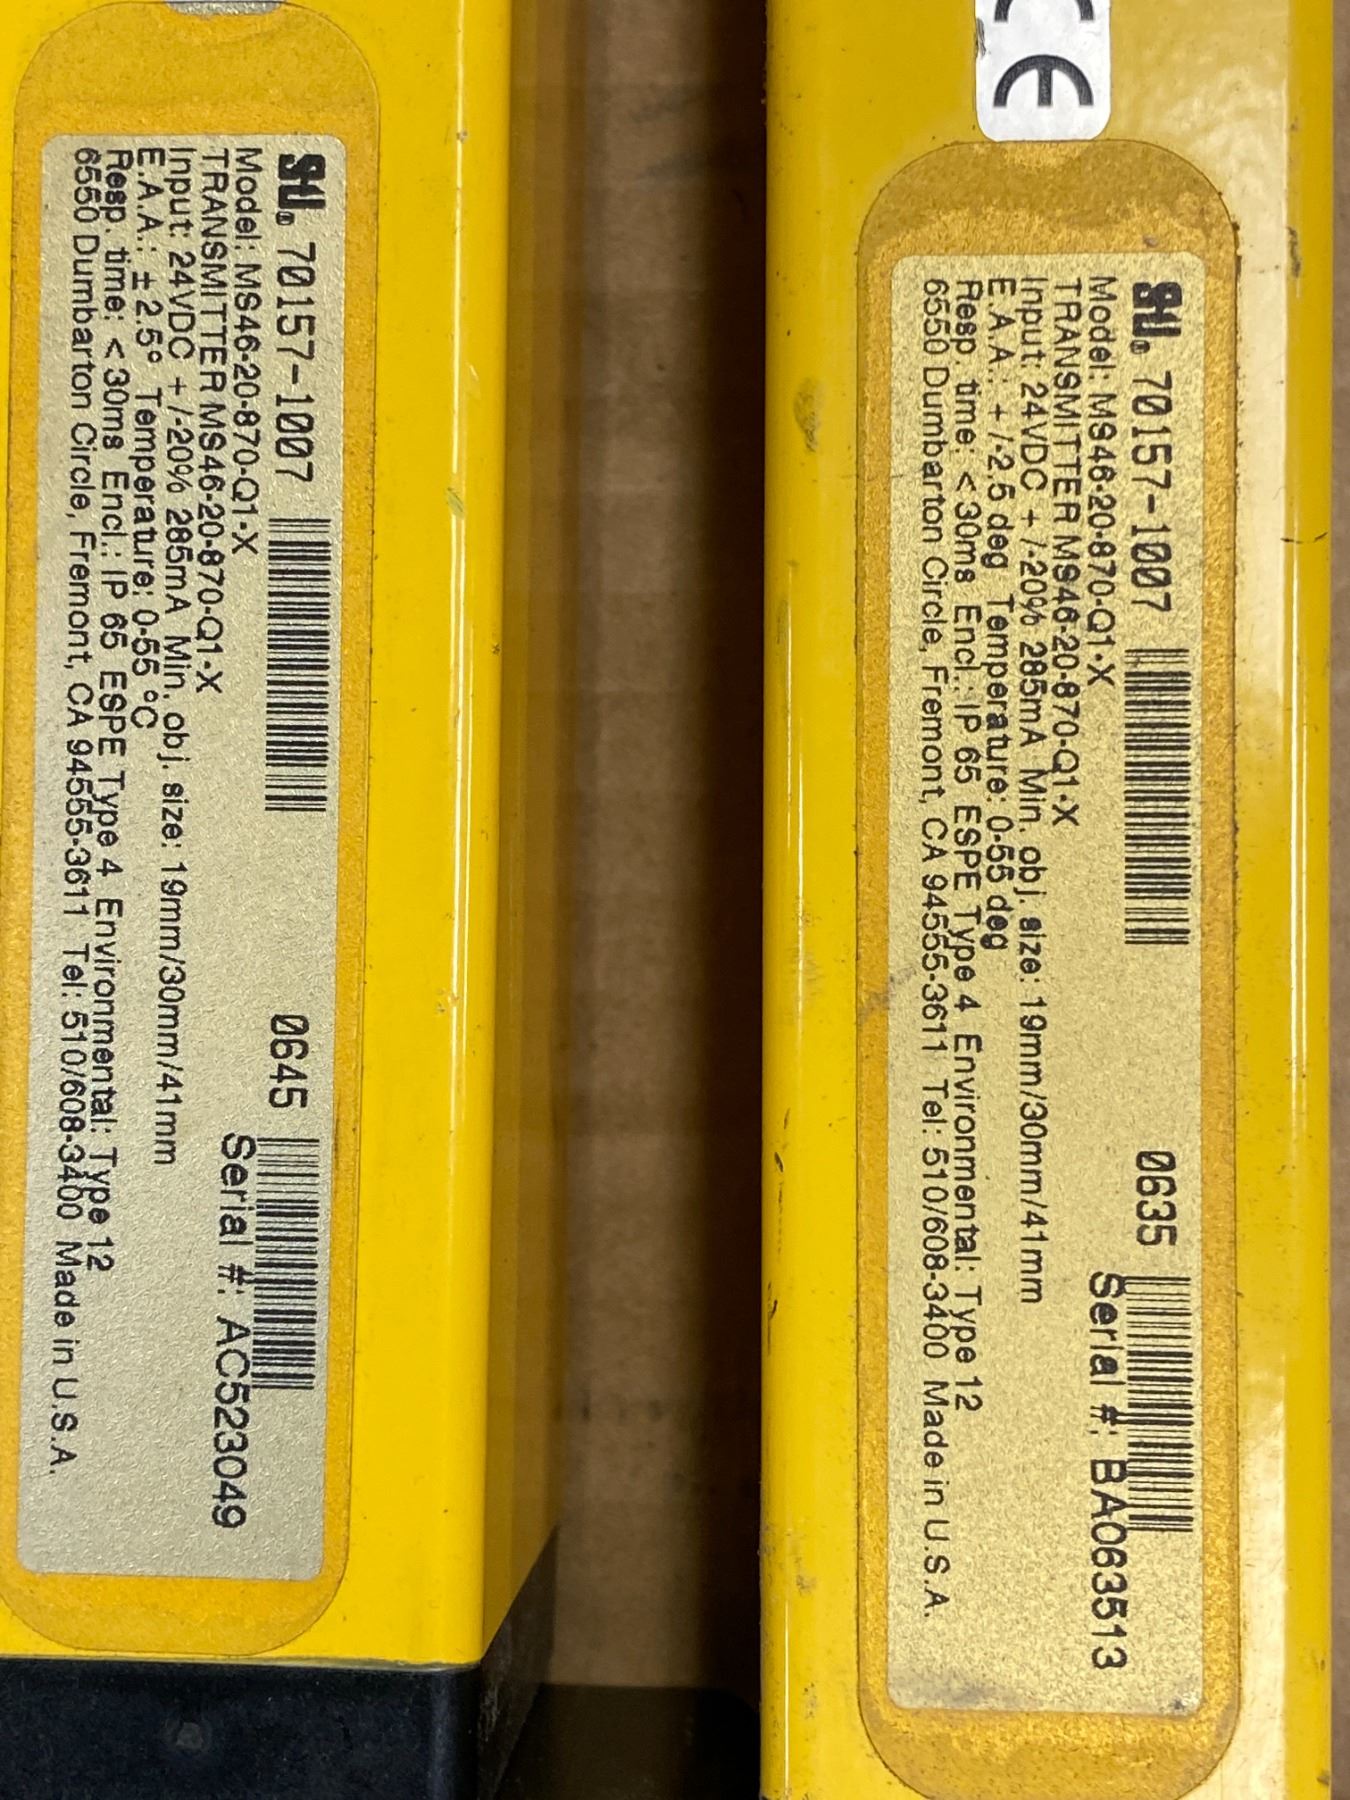 STI® 70157-1007 0645
Model: MS46-20-870-Q1-X Serial #: AC523049
TRANSMITTER MS46-20-870-Q1-X
Input: 24VDC +/-20% 285mA Min. obj. size: 19mm/30mm/41mm
E.A.A.: ± 2.5° Temperature: 0-55 °C
Resp. time: <30ms Encl.: IP 65 ESPE Type 4 Environmental: Type 12
6550 Dumbarton Circle, Fremont, CA 94555-3611 Tel: 510/608-3400 Made in U.S.A.
CE
STI® 70157-1007 0635
Model: MS46-20-870-Q1-X Serial #: BA063513
TRANSMITTER MS46-20-870-Q1-X
Input: 24VDC +/-20% 285mA Min. obj. size: 19mm/30mm/41mm
E.A.A.: +/-2.5 deg Temperature: 0-55 deg
Resp. time: <30ms Encl.: IP 65 ESPE Type 4 Environmental: Type 12
6550 Dumbarton Circle, Fremont, CA 94555-3611 Tel: 510/608-3400 Made in U.S.A.